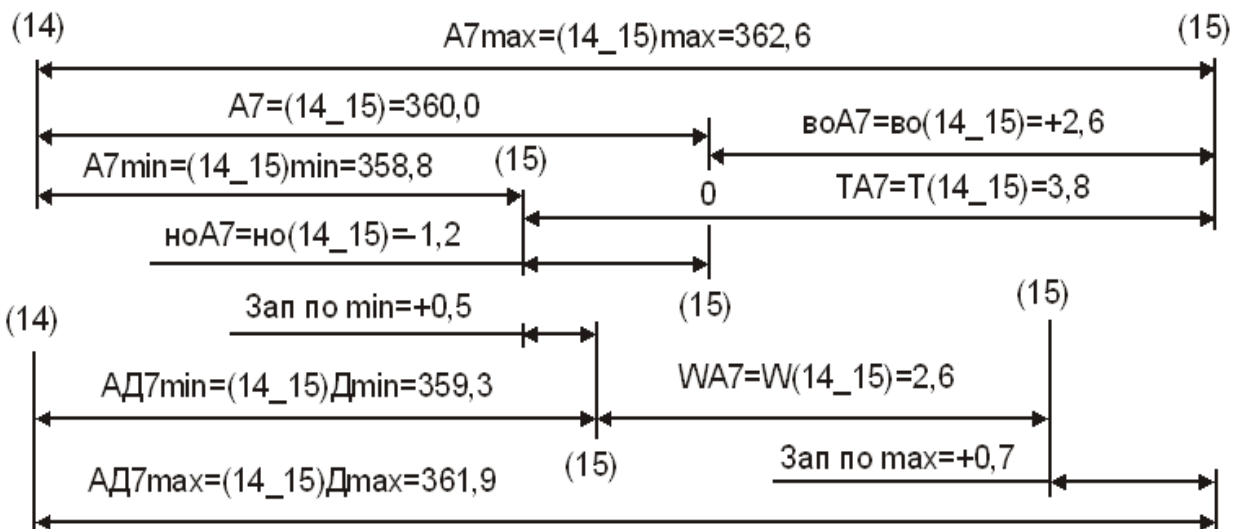 (14) A7max=(14_15)max=362,6 (15)
A7=(14_15)=360,0
воA7=во(14_15)=+2,6
A7min=(14_15)min=358,8 (15)
0 TA7=T(14_15)=3,8
ноA7=но(14_15)=-1,2
Зап по min=+0,5 (15) (15)
(14)
АД7min=(14_15)Дmin=359,3 WA7=W(14_15)=2,6
(15) Зап по max=+0,7
АД7max=(14_15)Дmax=361,9